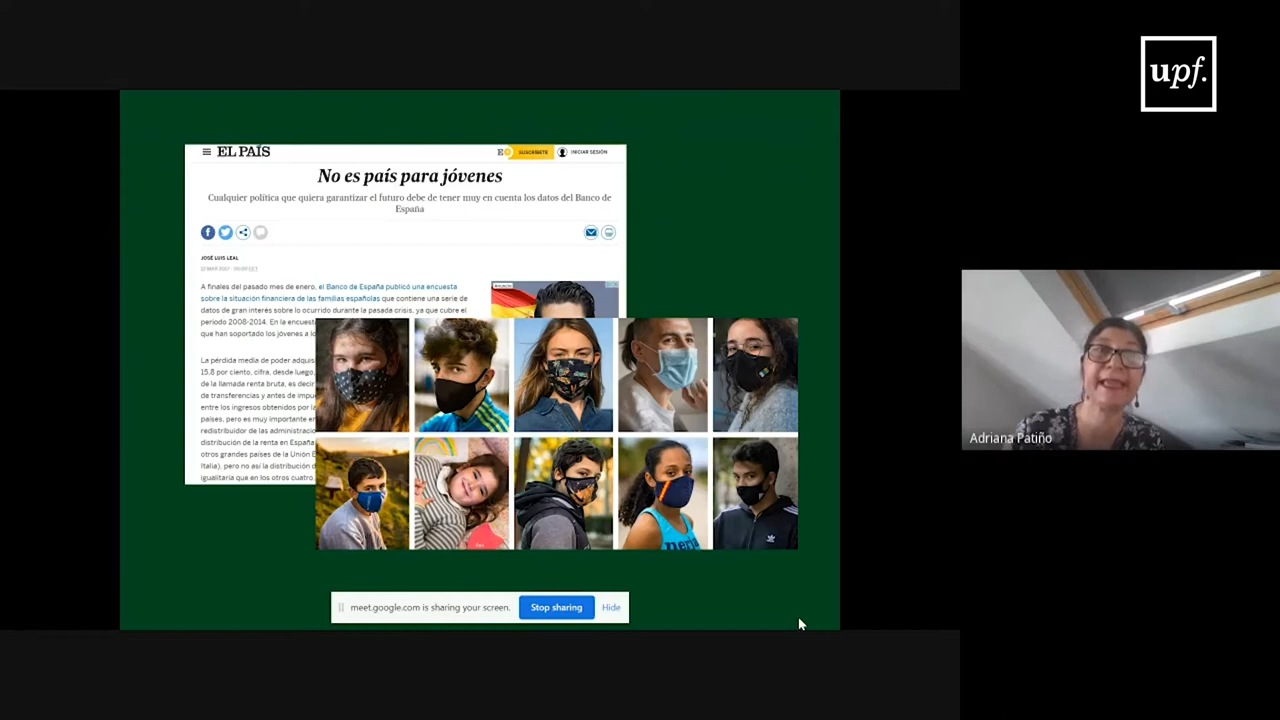 upf.
EL PAÍS
SUSCRÍBETE
INICIAR SESIÓN
No es país para jóvenes
Cualquier política que quiera garantizar el futuro debe de tener muy en cuenta los datos del Banco de
España
JOSÉ LUIS LEAL
12 MAR 2017
A finales del pasado mes de enero, el Banco de España publicó una encuesta
sobre la situación financiera de las familias españolas que contiene una serie de
datos de gran interés sobre lo ocurrido durante la pasada crisis, ya que cubre el
periodo 2008-2014. En la encuesta
que han soportado los jóvenes a lo
La pérdida media de poder adquis
15,8 por ciento, cifra, desde luego,
de la llamada renta bruta, es decir
de transferencias y antes de impu
entre los ingresos obtenidos por la
países, pero es muy importante en
redistribuidor de las administracio
distribución de la renta en España
otros grandes países de la Unión E
Italia), pero no así la distribución d
igualitaria que en los otros cuatro
Adriana Patiño
meet.google.com is sharing your screen.
Stop sharing
Hide